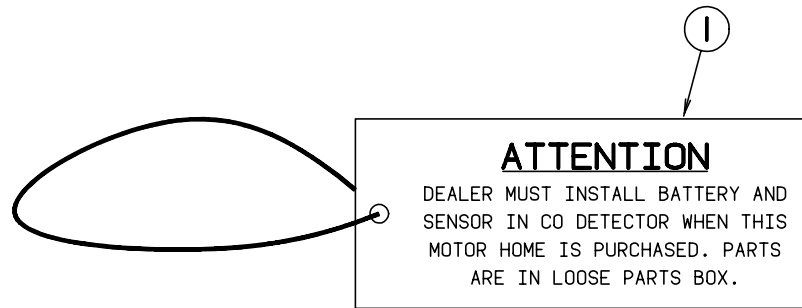 1
ATTENTION
DEALER MUST INSTALL BATTERY AND
SENSOR IN CO DETECTOR WHEN THIS
MOTOR HOME IS PURCHASED. PARTS
ARE IN LOOSE PARTS BOX.